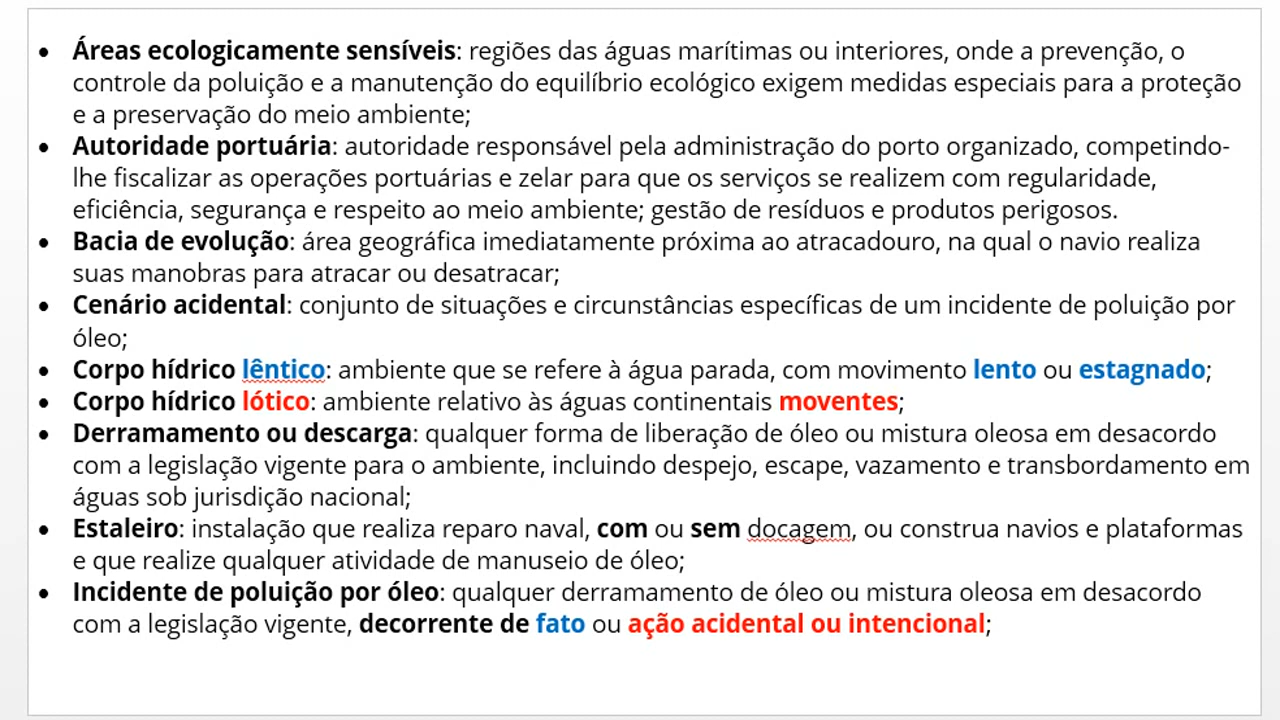 • Áreas ecologicamente sensíveis: regiões das águas marítimas ou interiores, onde a prevenção, o
controle da poluição e a manutenção do equilíbrio ecológico exigem medidas especiais para a proteção
e a preservação do meio ambiente;
• Autoridade portuária: autoridade responsável pela administração do porto organizado, competindo-
lhe fiscalizar as operações portuárias e zelar para que os serviços se realizem com regularidade,
eficiência, segurança e respeito ao meio ambiente; gestão de resíduos e produtos perigosos.
• Bacia de evolução: área geográfica imediatamente próxima ao atracadouro, na qual o navio realiza
suas manobras para atracar ou desatracar;
• Cenário acidental: conjunto de situações e circunstâncias específicas de um incidente de poluição por
óleo;
• Corpo hídrico lêntico: ambiente que se refere à água parada, com movimento lento ou estagnado;
• Corpo hídrico lótico: ambiente relativo às águas continentais moventes;
• Derramamento ou descarga: qualquer forma de liberação de óleo ou mistura oleosa em desacordo
com a legislação vigente para o ambiente, incluindo despejo, escape, vazamento e transbordamento em
águas sob jurisdição nacional;
• Estaleiro: instalação que realiza reparo naval, com ou sem docagem, ou construa navios e plataformas
e que realize qualquer atividade de manuseio de óleo;
• Incidente de poluição por óleo: qualquer derramamento de óleo ou mistura oleosa em desacordo
com a legislação vigente, decorrente de fato ou ação acidental ou intencional;